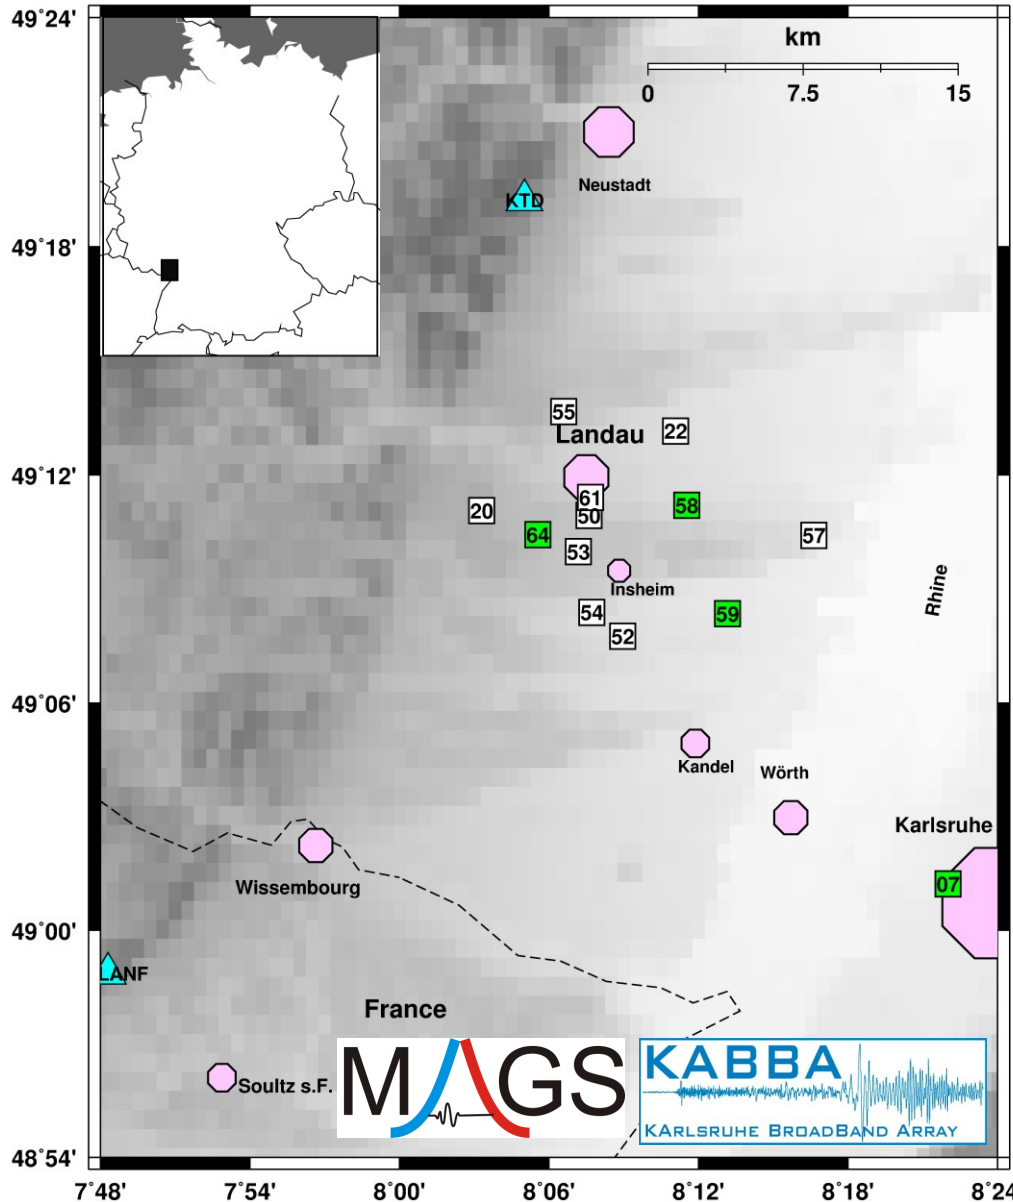 49°24'
km
0 7.5 15
Neustadt
KTD
49°18'
55
22
Landau
49°12'
61
58
20
50
64
57
53
Insheim
Rhine
54
59
52
49°06'
Kandel
Wörth
Karlsruhe
07
Wissembourg
49°00'
LANF
France
MAGS
KABBA
KARLSRUHE BROADBAND ARRAY
Soultz s.F.
48°54'
7°48' 7°54' 8°00' 8°06' 8°12' 8°18' 8°24'